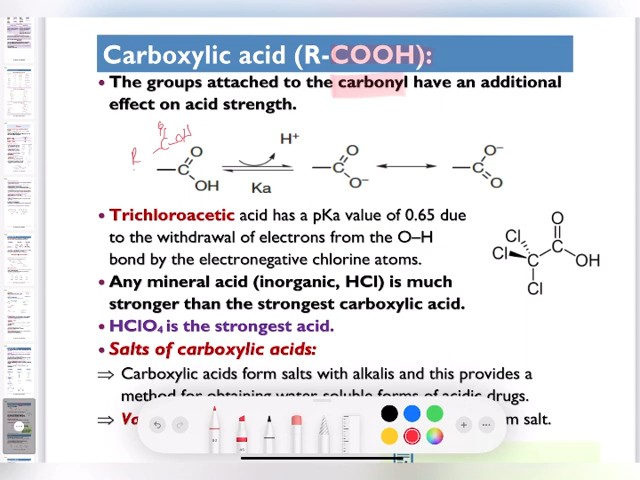 Carboxylic acid (R-COOH):
• The groups attached to the carbonyl have an additional
effect on acid strength.
R C O OH
H⁺
C O OH
Ka
C O O⁻
O⁻ C O
• Trichloroacetic acid has a pKa value of 0.65 due
to the withdrawal of electrons from the O–H
bond by the electronegative chlorine atoms.
O
Cl
Cl C C OH
Cl
• Any mineral acid (inorganic, HCl) is much
stronger than the strongest carboxylic acid.
• HClO₄ is the strongest acid.
• Salts of carboxylic acids:
⇒ Carboxylic acids form salts with alkalis and this provides a
method for obtaining water soluble forms of acidic drugs.
⇒ m salt.